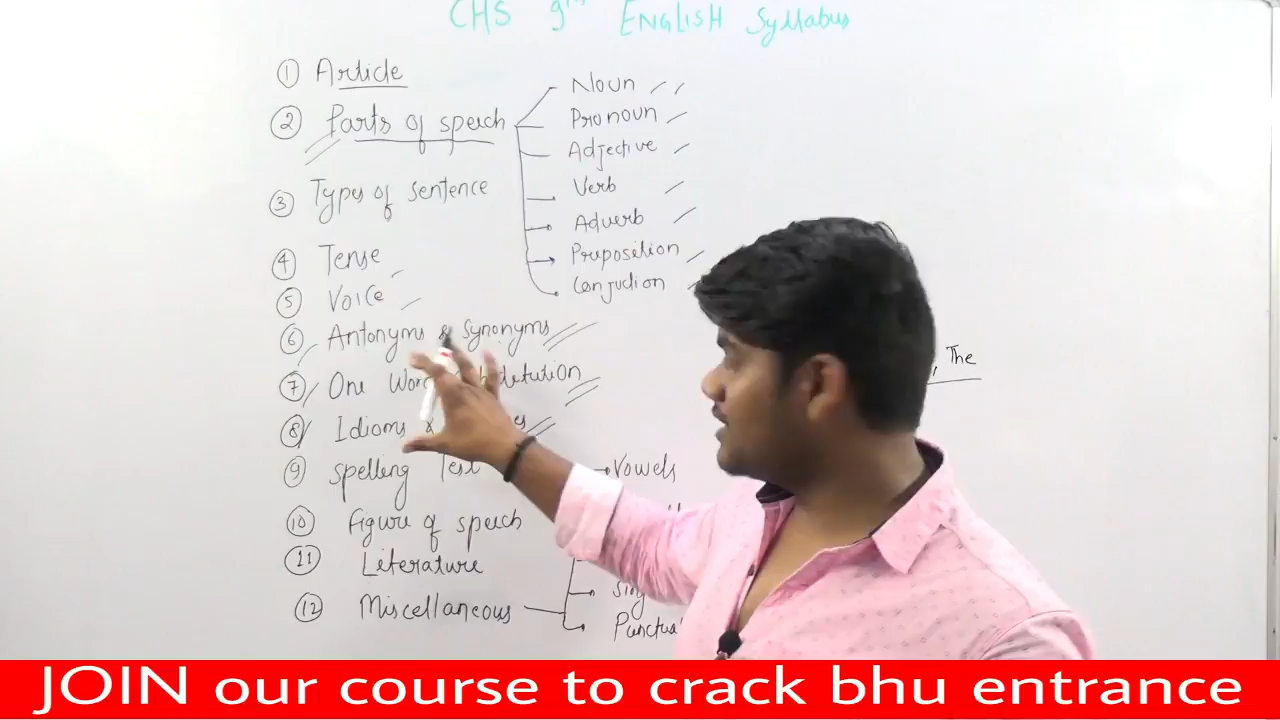 CHS 9th ENGLISH Syllabus
① Article
② Parts of speech
Noun
Pronoun
Adjective
Verb
Adverb
Preposition
Conjuction
③ Types of sentence
④ Tense
⑤ Voice
⑥ Antonyms & Synonyms
⑦ One
⑧ Idioms &
⑨ Spelling Test
Vowels
⑩ Figure of speech
⑪ Literature
⑫ Miscellaneous
, The
JOIN our course to crack bhu entrance